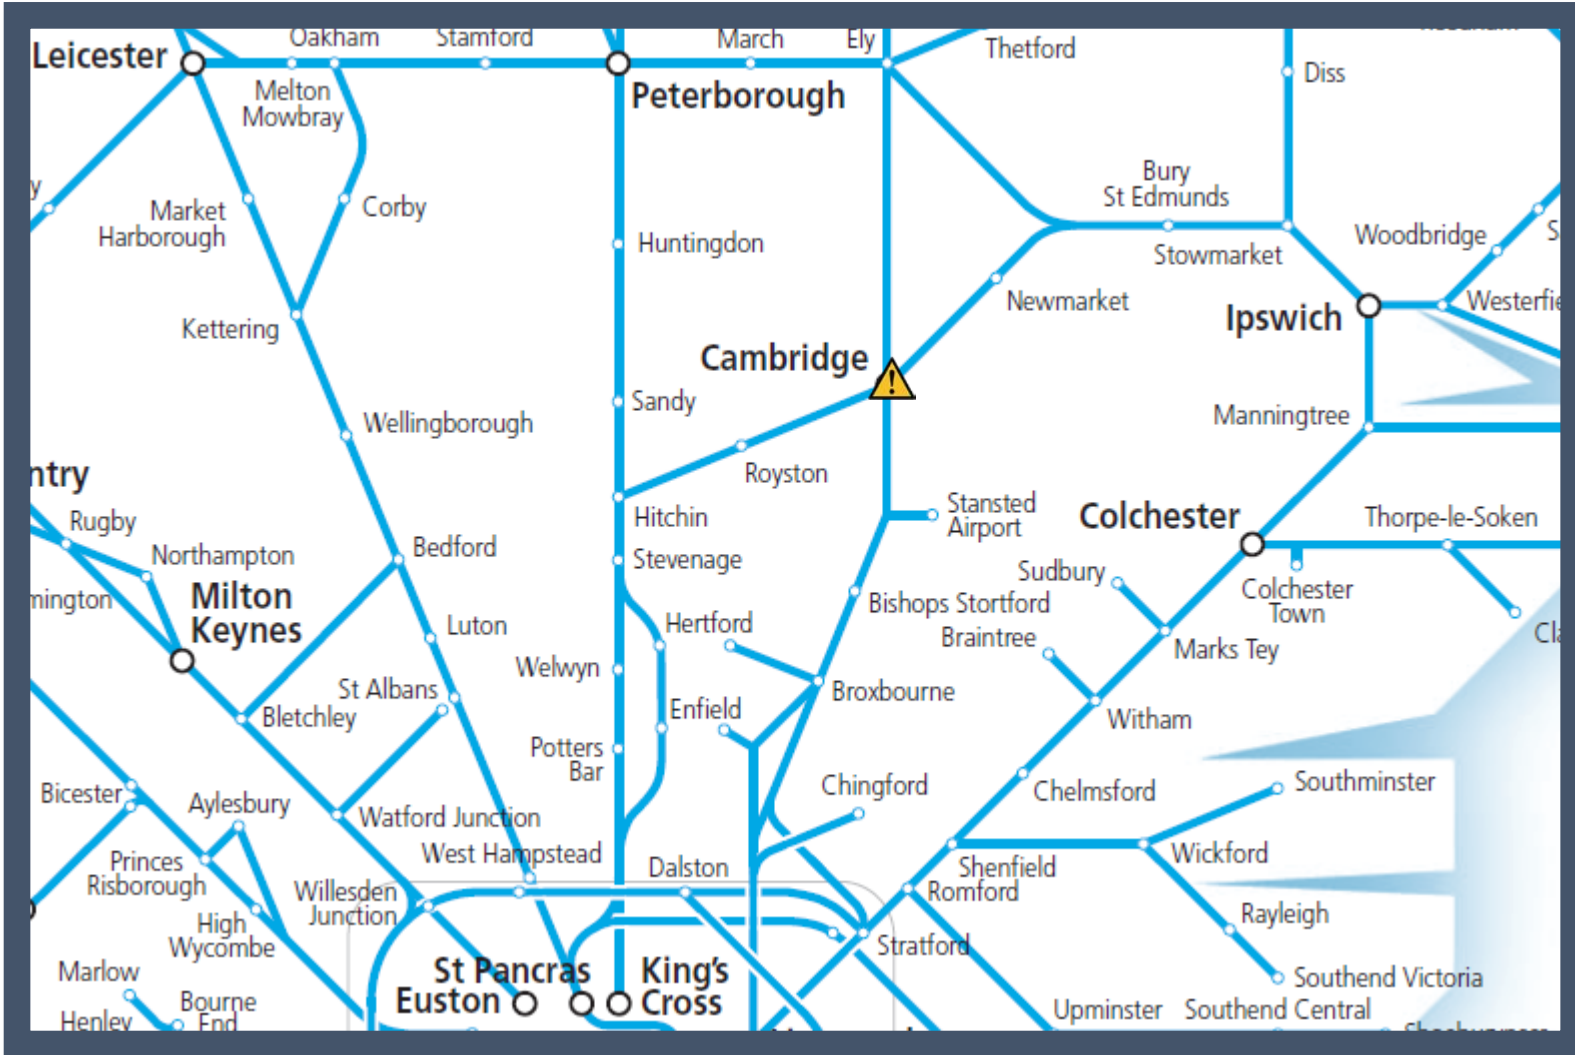 Leicester
Oakham
Stamford
March
Ely
Thetford
Diss
Melton
Mowbray
Peterborough
Bury
St Edmunds
Market
Harborough
Corby
Huntingdon
Stowmarket
Woodbridge
Newmarket
Westerfie
Kettering
Ipswich
Cambridge
Sandy
Wellingborough
Manningtree
ntry
Royston
Rugby
Hitchin
Stansted
Airport
Colchester
Thorpe-le-Soken
Northampton
Bedford
Stevenage
Sudbury
mington
Milton
Keynes
Bishops Stortford
Colchester
Town
Luton
Hertford
Braintree
Marks Tey
Cla
Welwyn
St Albans
Broxbourne
Bletchley
Enfield
Witham
Potters
Bar
Bicester
Aylesbury
Chingford
Chelmsford
Southminster
Watford Junction
West Hampstead
Princes
Risborough
Dalston
Shenfield
Wickford
Willesden
Junction
Romford
High
Wycombe
Stratford
Rayleigh
Marlow
St Pancras
King's
Cross
Euston
Southend Victoria
Bourne
End
Henley
Upminster
Southend Central